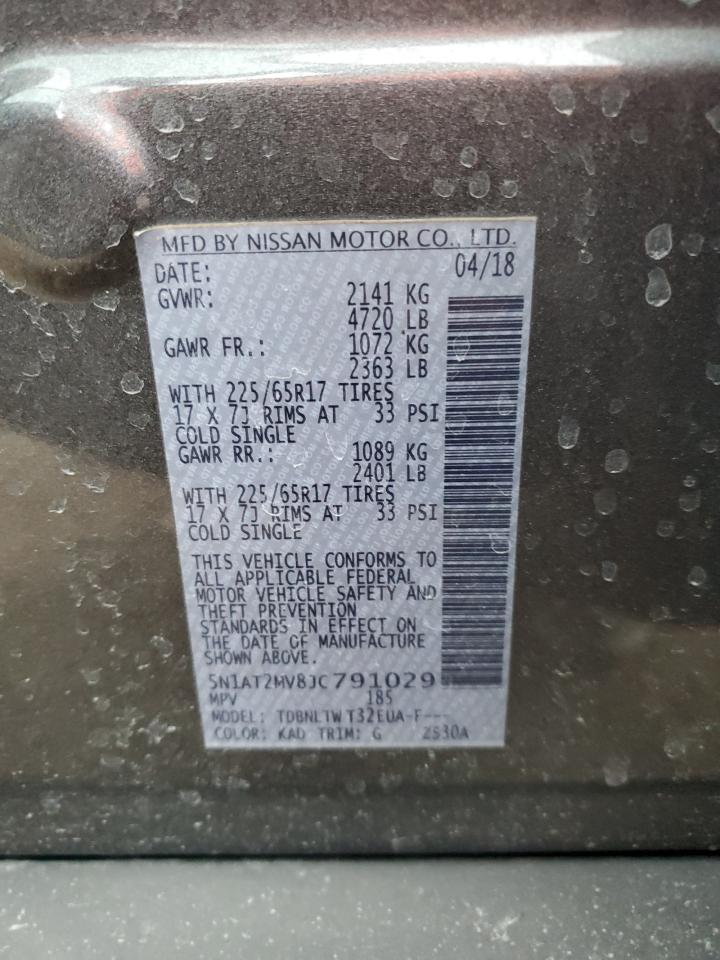 MFD BY NISSAN MOTOR CO., LTD.
DATE: 04/18
GVWR: 2141 KG
4720 LB
GAWR FR.: 1072 KG
2363 LB
WITH 225/65R17 TIRES
17 X 7J RIMS AT 33 PSI
COLD SINGLE
GAWR RR.: 1089 KG
2401 LB
WITH 225/65R17 TIRES
17 X 7J RIMS AT 33 PSI
COLD SINGLE
THIS VEHICLE CONFORMS TO
ALL APPLICABLE FEDERAL
MOTOR VEHICLE SAFETY AND
THEFT PREVENTION
STANDARDS IN EFFECT ON
THE DATE OF MANUFACTURE
SHOWN ABOVE.
5N1AT2MV8JC791029
MPV 185
MODEL: TDBNLTW T32EUA-F---
COLOR: KAD TRIM: G 2S30A